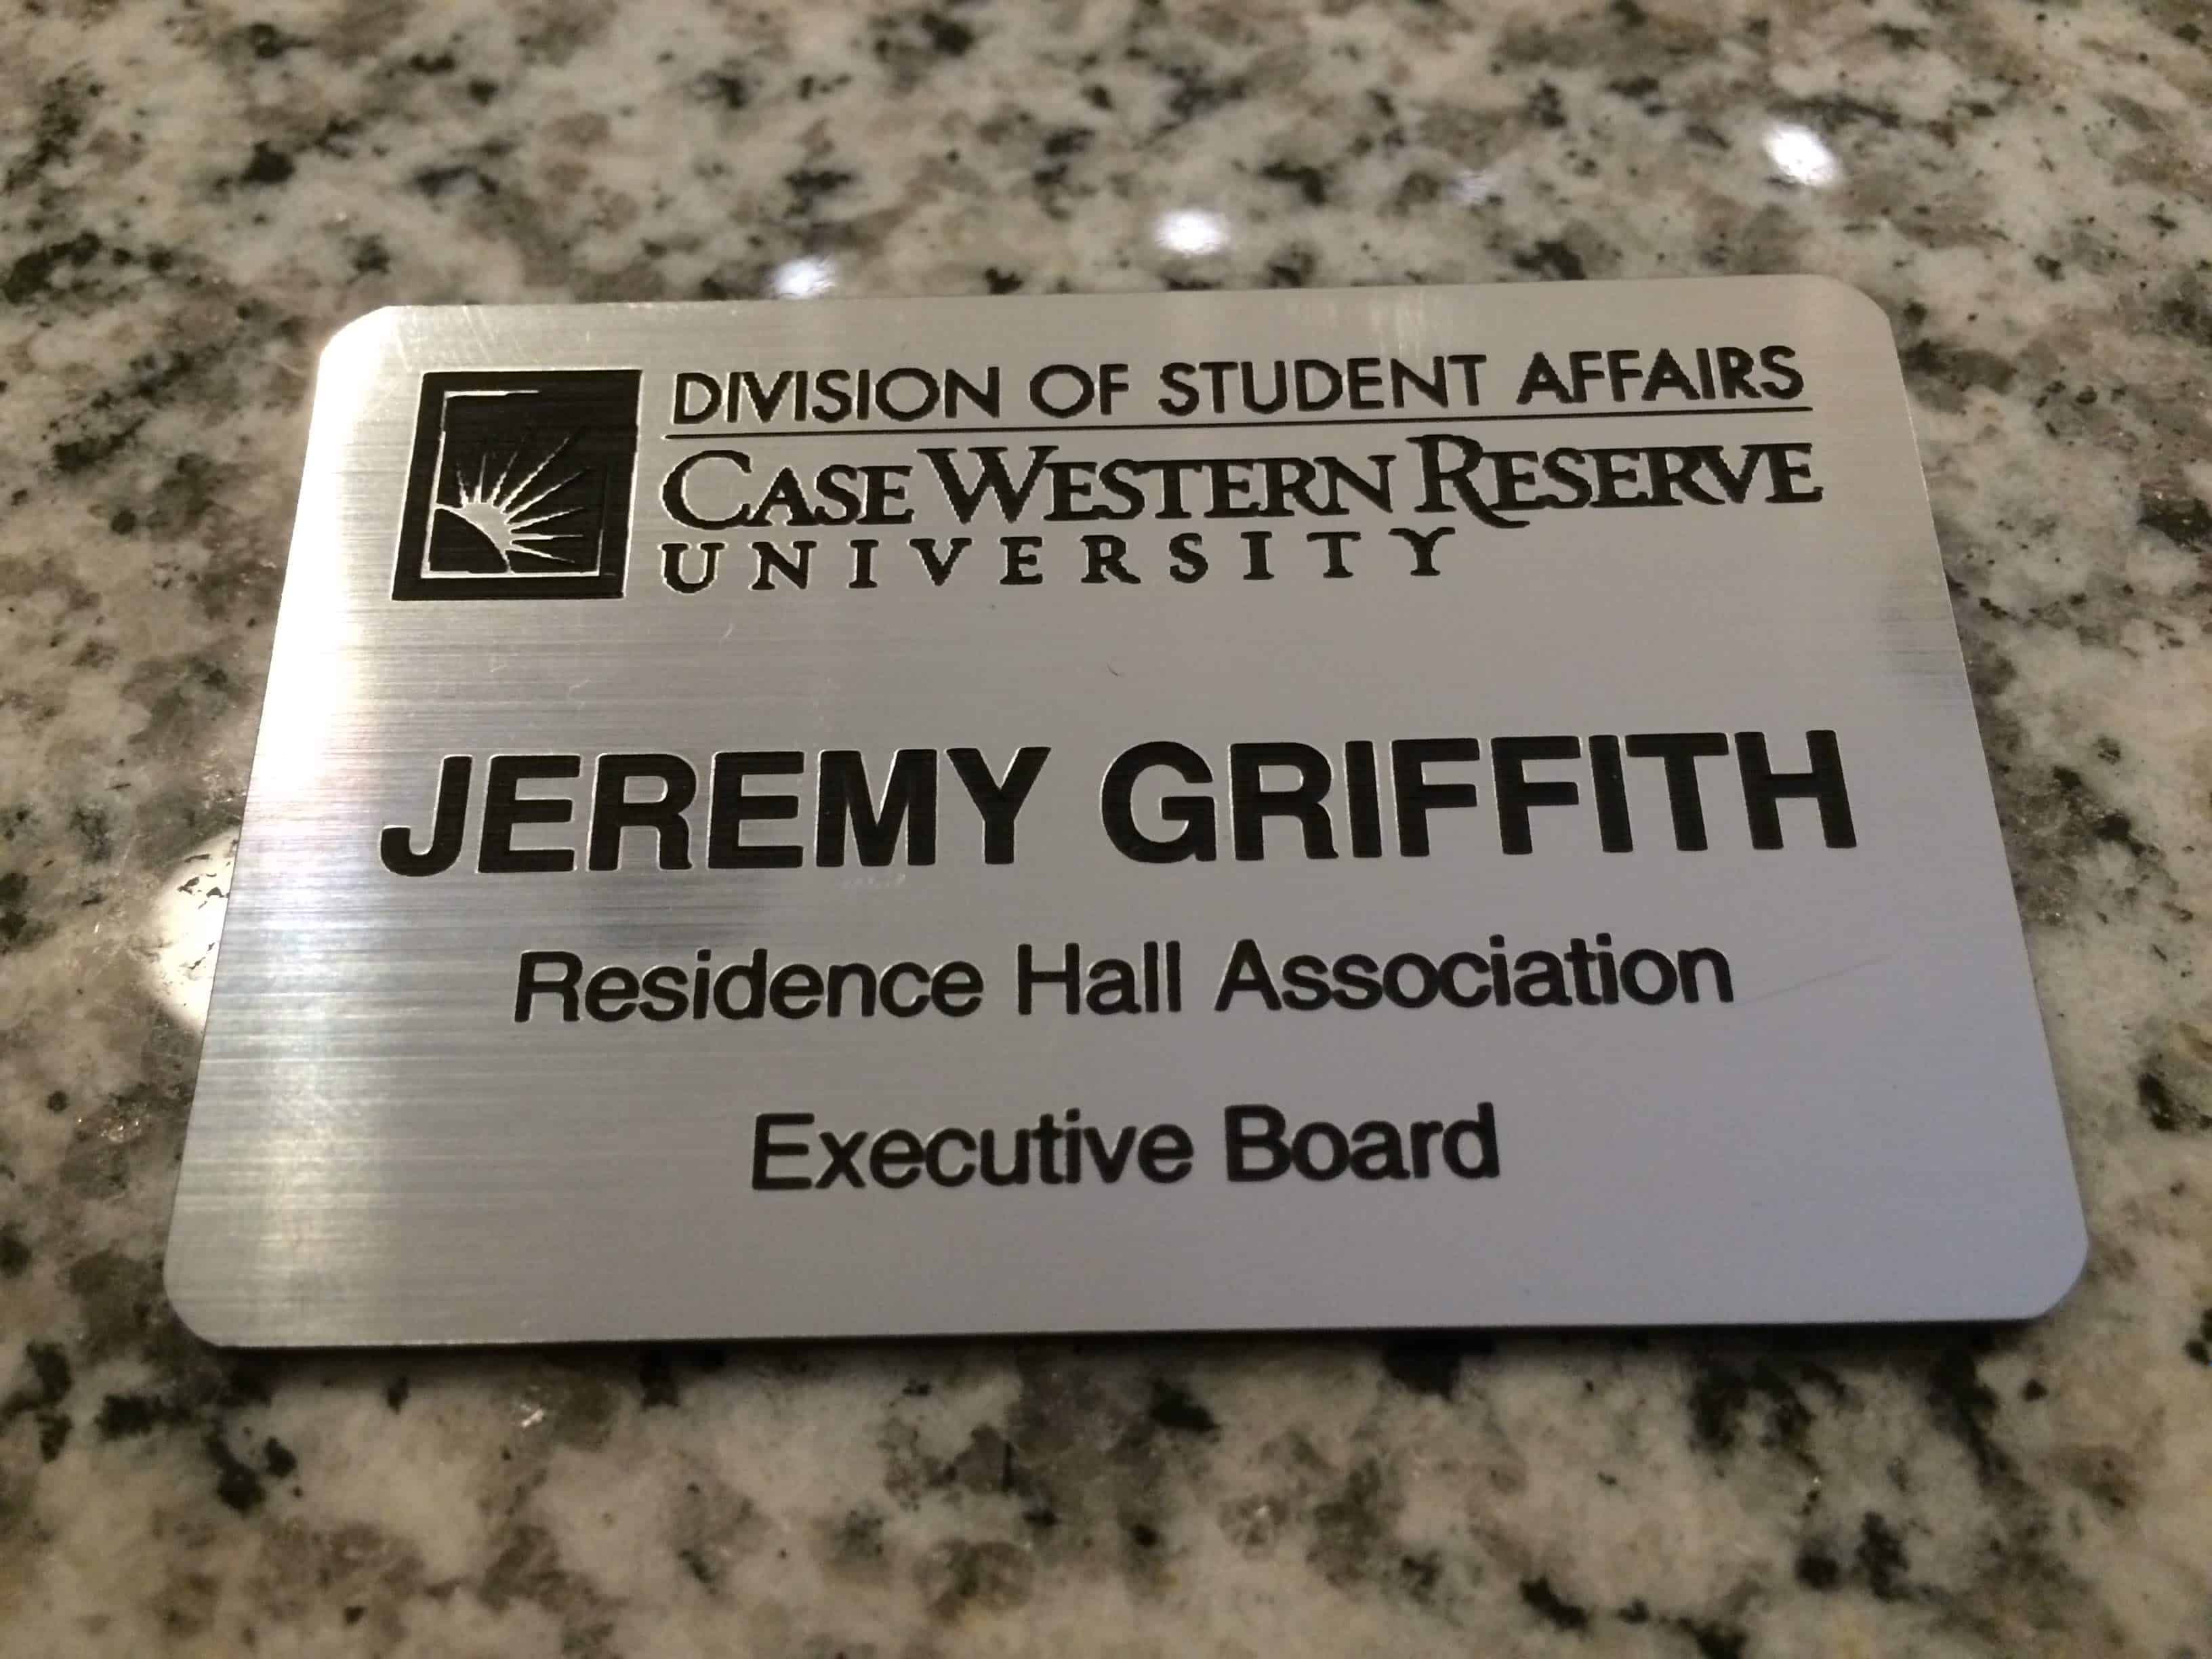 DIVISION OF STUDENT AFFAIRS
CASE WESTERN RESERVE
UNIVERSITY
JEREMY GRIFFITH
Residence Hall Association
Executive Board